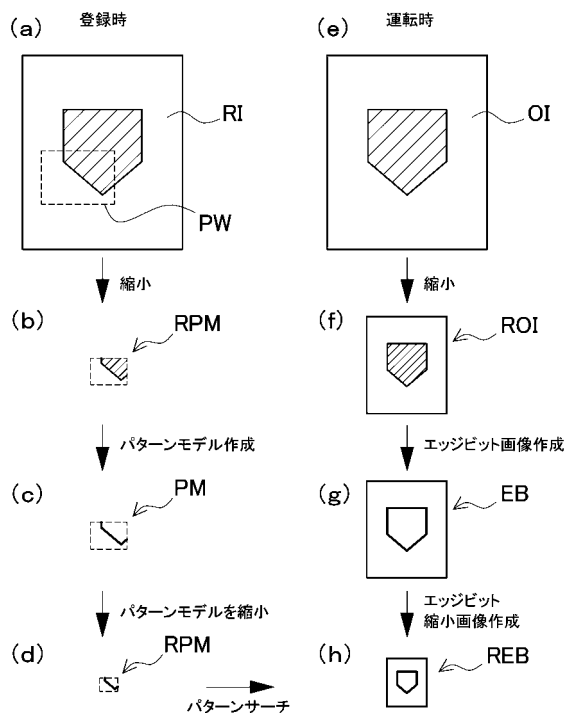 (a) 登録時
RI
PW
縮小
(b) RPM
パターンモデル作成
(c) PM
パターンモデルを縮小
(d) RPM
パターンサーチ
(e) 運転時
OI
縮小
(f) ROI
エッジビット画像作成
(g) EB
エッジビット
縮小画像作成
(h) REB